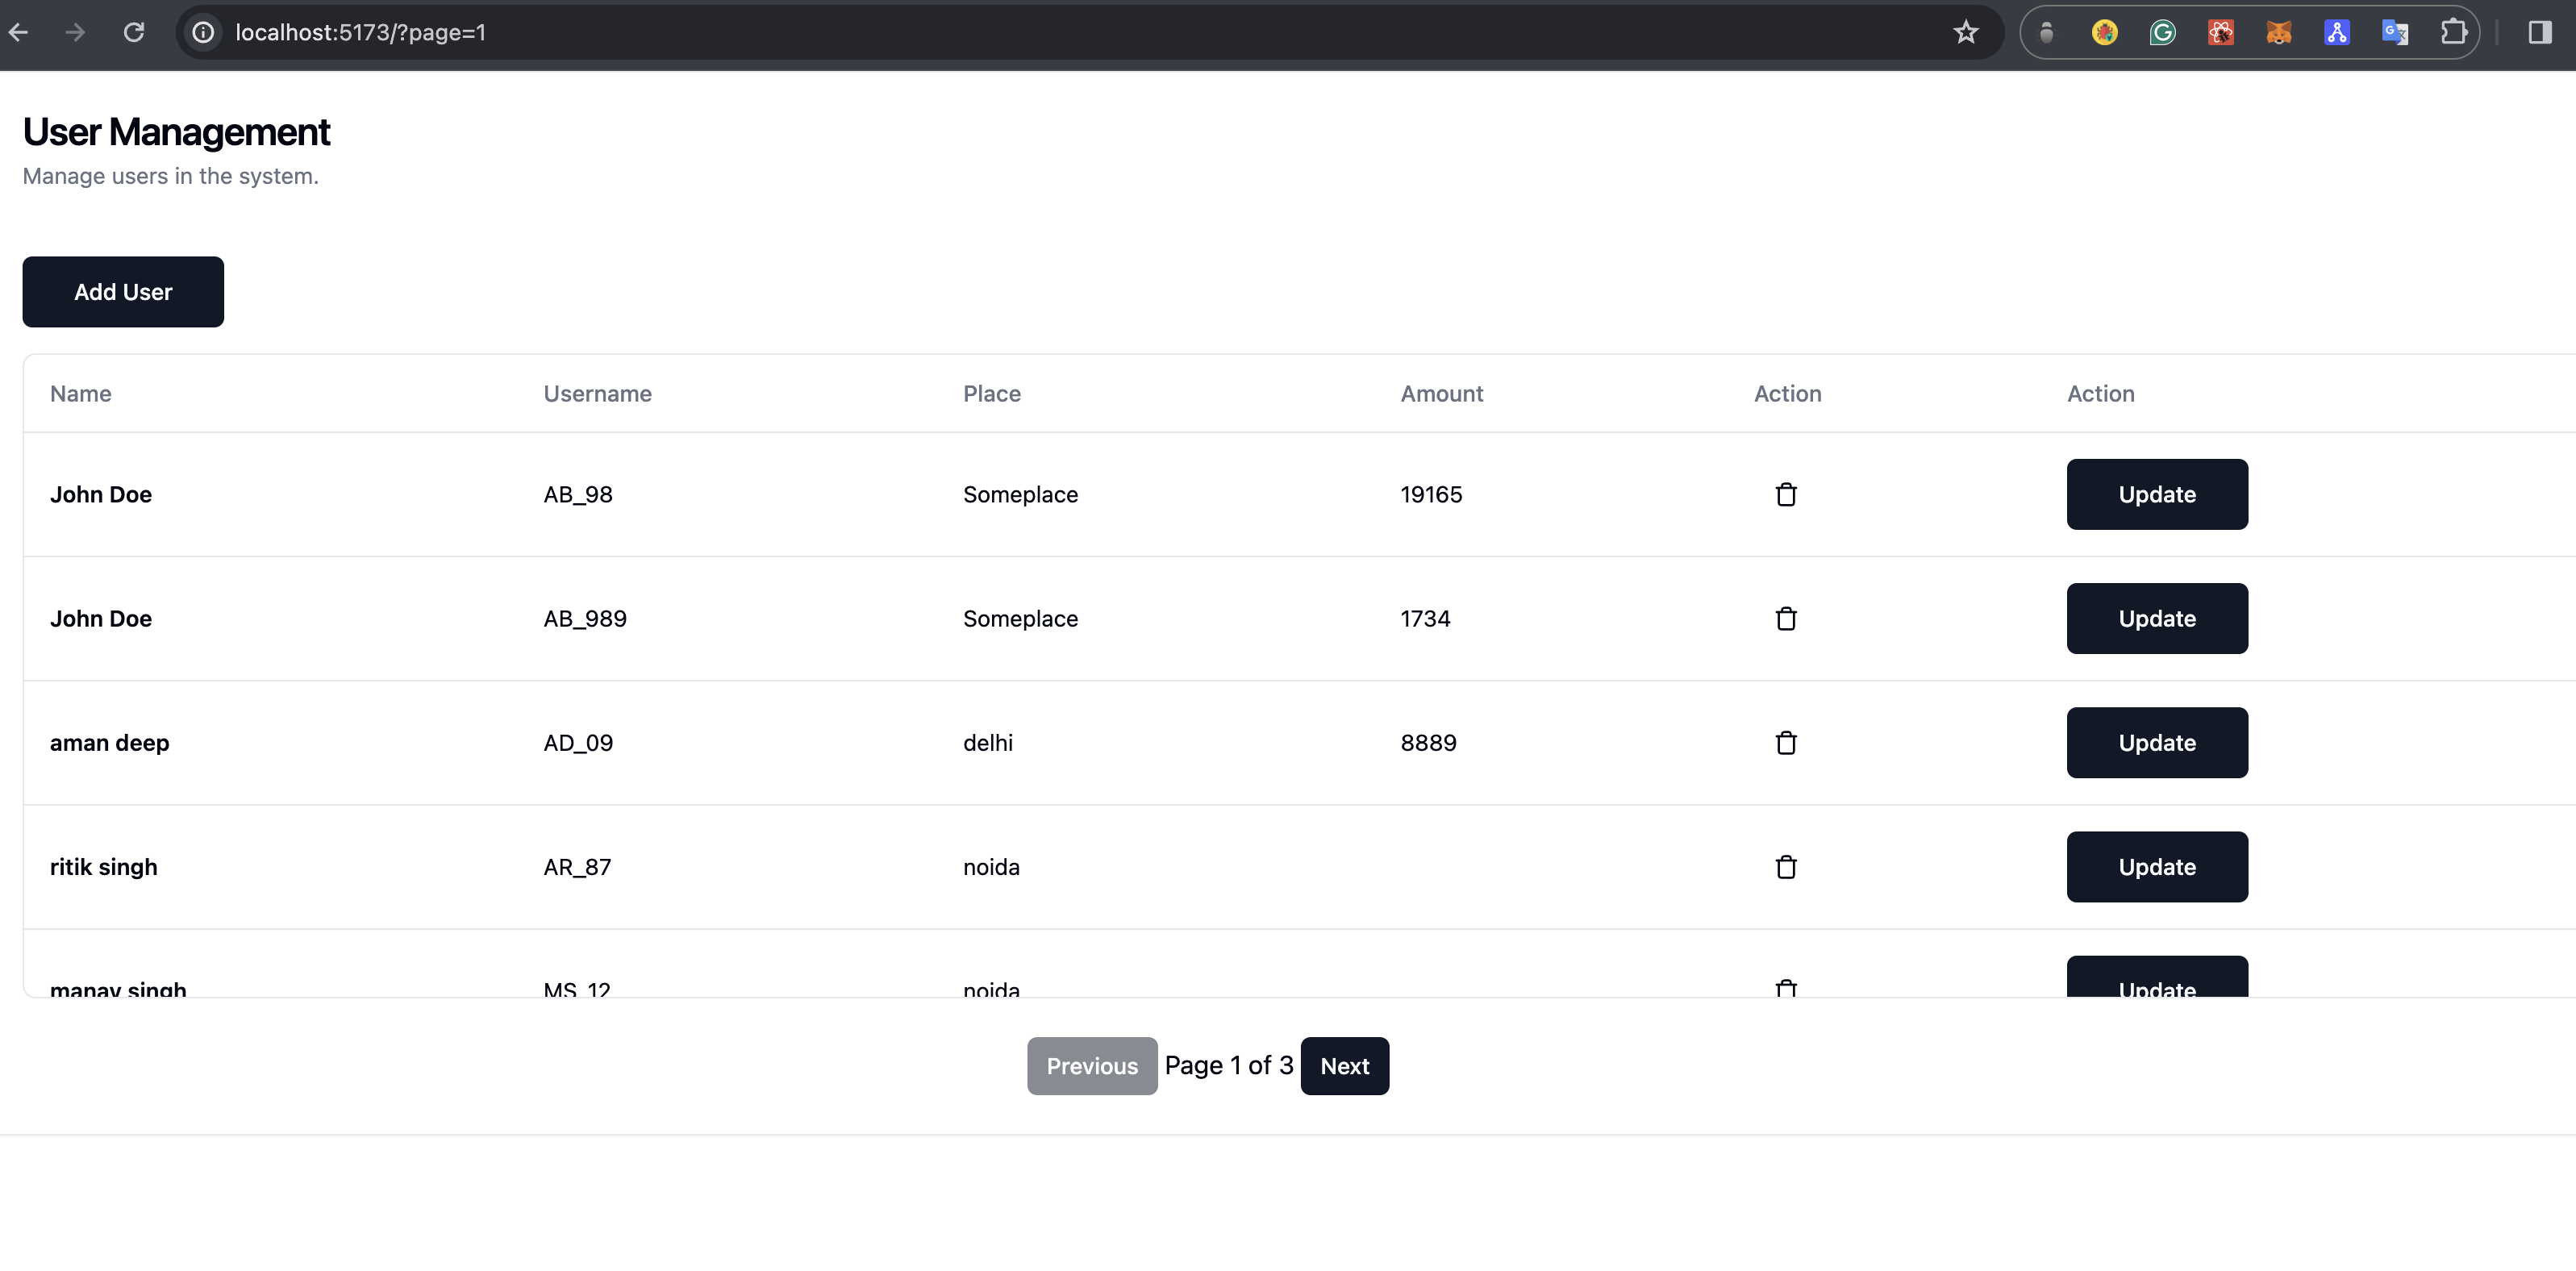 localhost:5173/?page=1
User Management
Manage users in the system.
Add User
Name Username Place Amount Action Action
John Doe AB_98 Someplace 19165 Update
John Doe AB_989 Someplace 1734 Update
aman deep AD_09 delhi 8889 Update
ritik singh AR_87 noida Update
manav singh MS_12 noida Update
Previous Page 1 of 3 Next